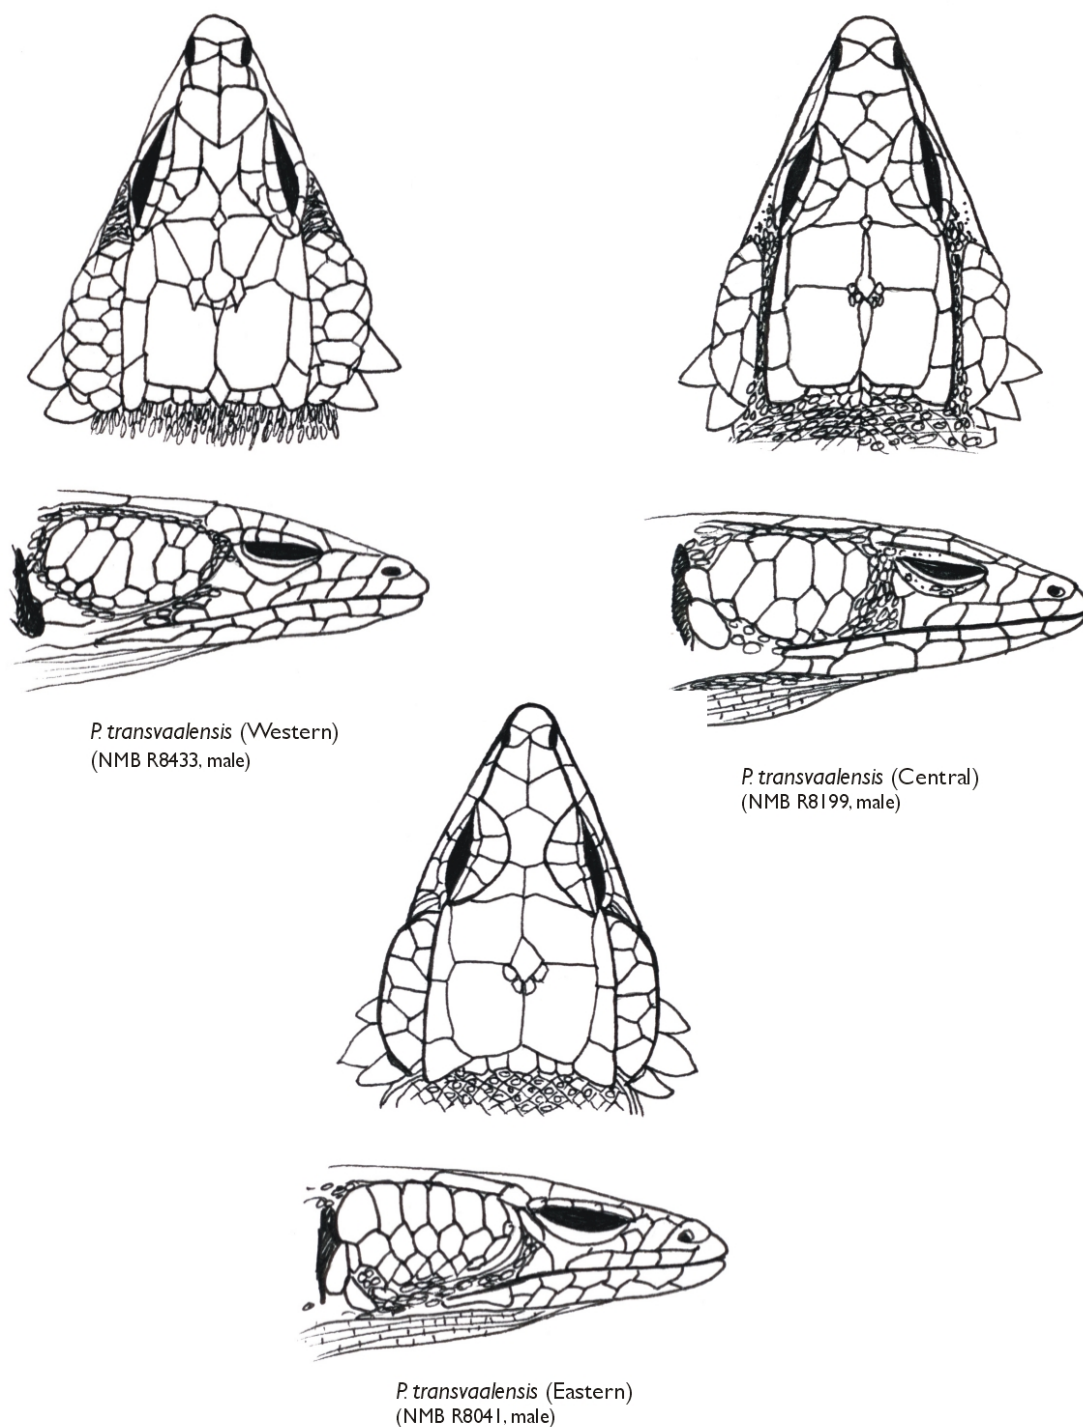 P. transvaalensis (Western)
(NMB R8433, male)
P. transvaalensis (Central)
(NMB R8199, male)
P. transvaalensis (Eastern)
(NMB R8041, male)